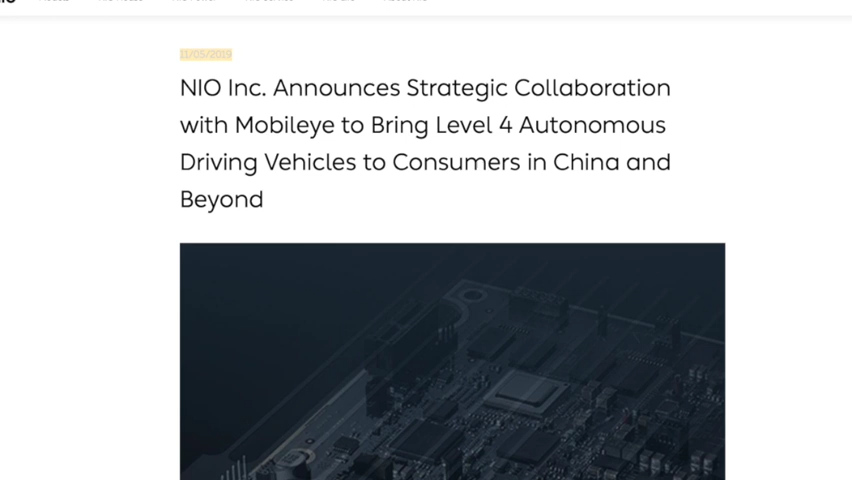 11/05/2019
NIO Inc. Announces Strategic Collaboration
with Mobileye to Bring Level 4 Autonomous
Driving Vehicles to Consumers in China and
Beyond